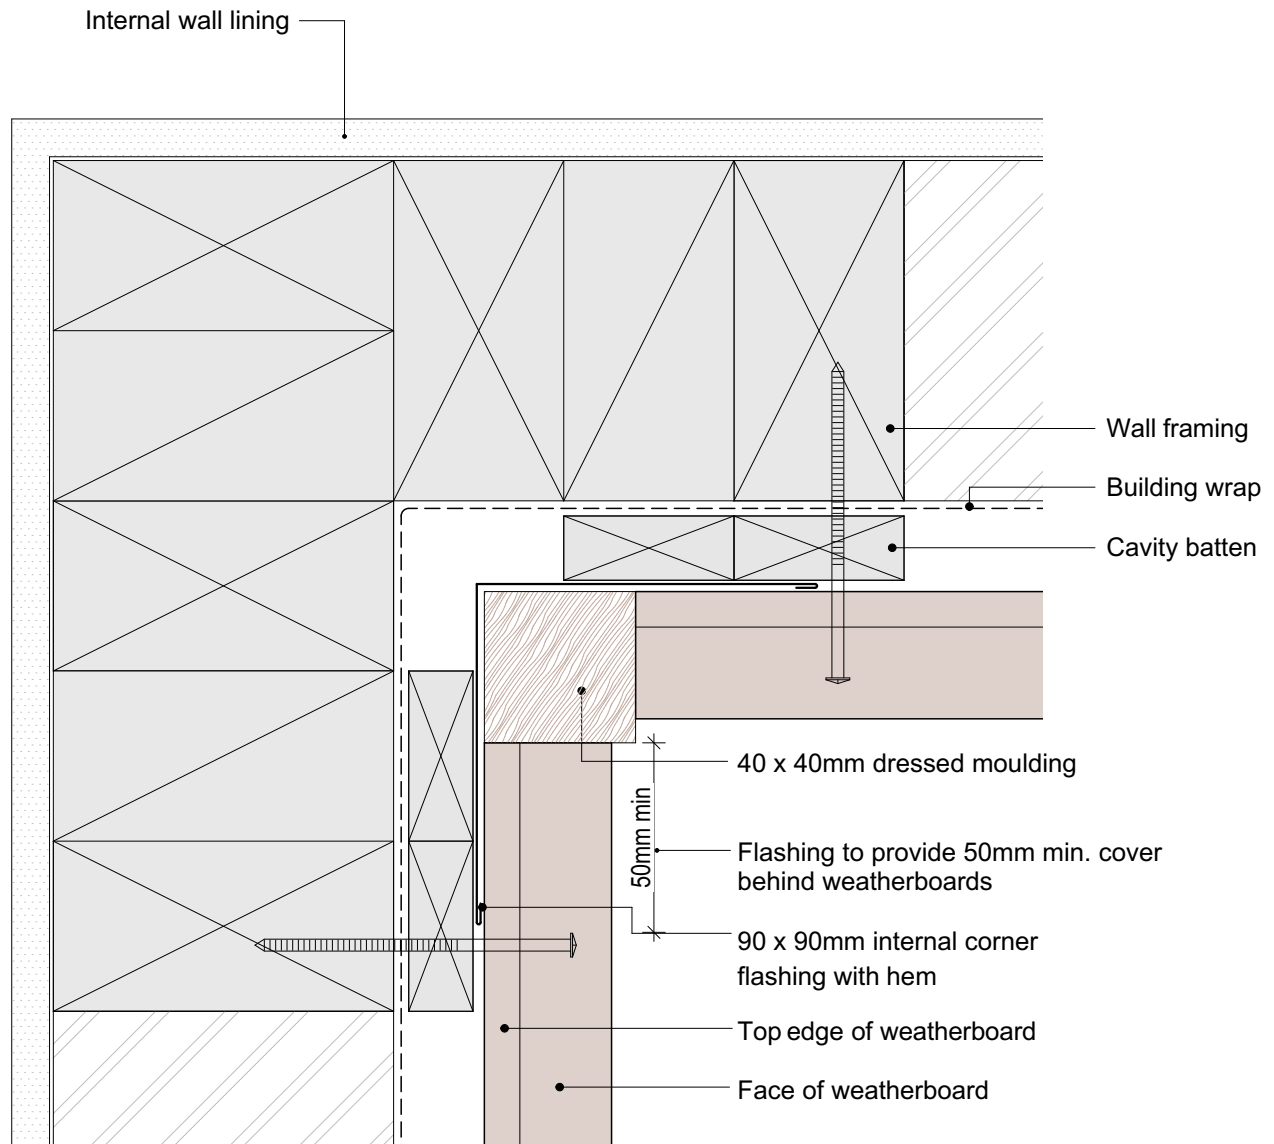 Internal wall lining
Wall framing
Building wrap
Cavity batten
40 x 40mm dressed moulding
50mm min
Flashing to provide 50mm min. cover
behind weatherboards
90 x 90mm internal corner
flashing with hem
Top edge of weatherboard
Face of weatherboard